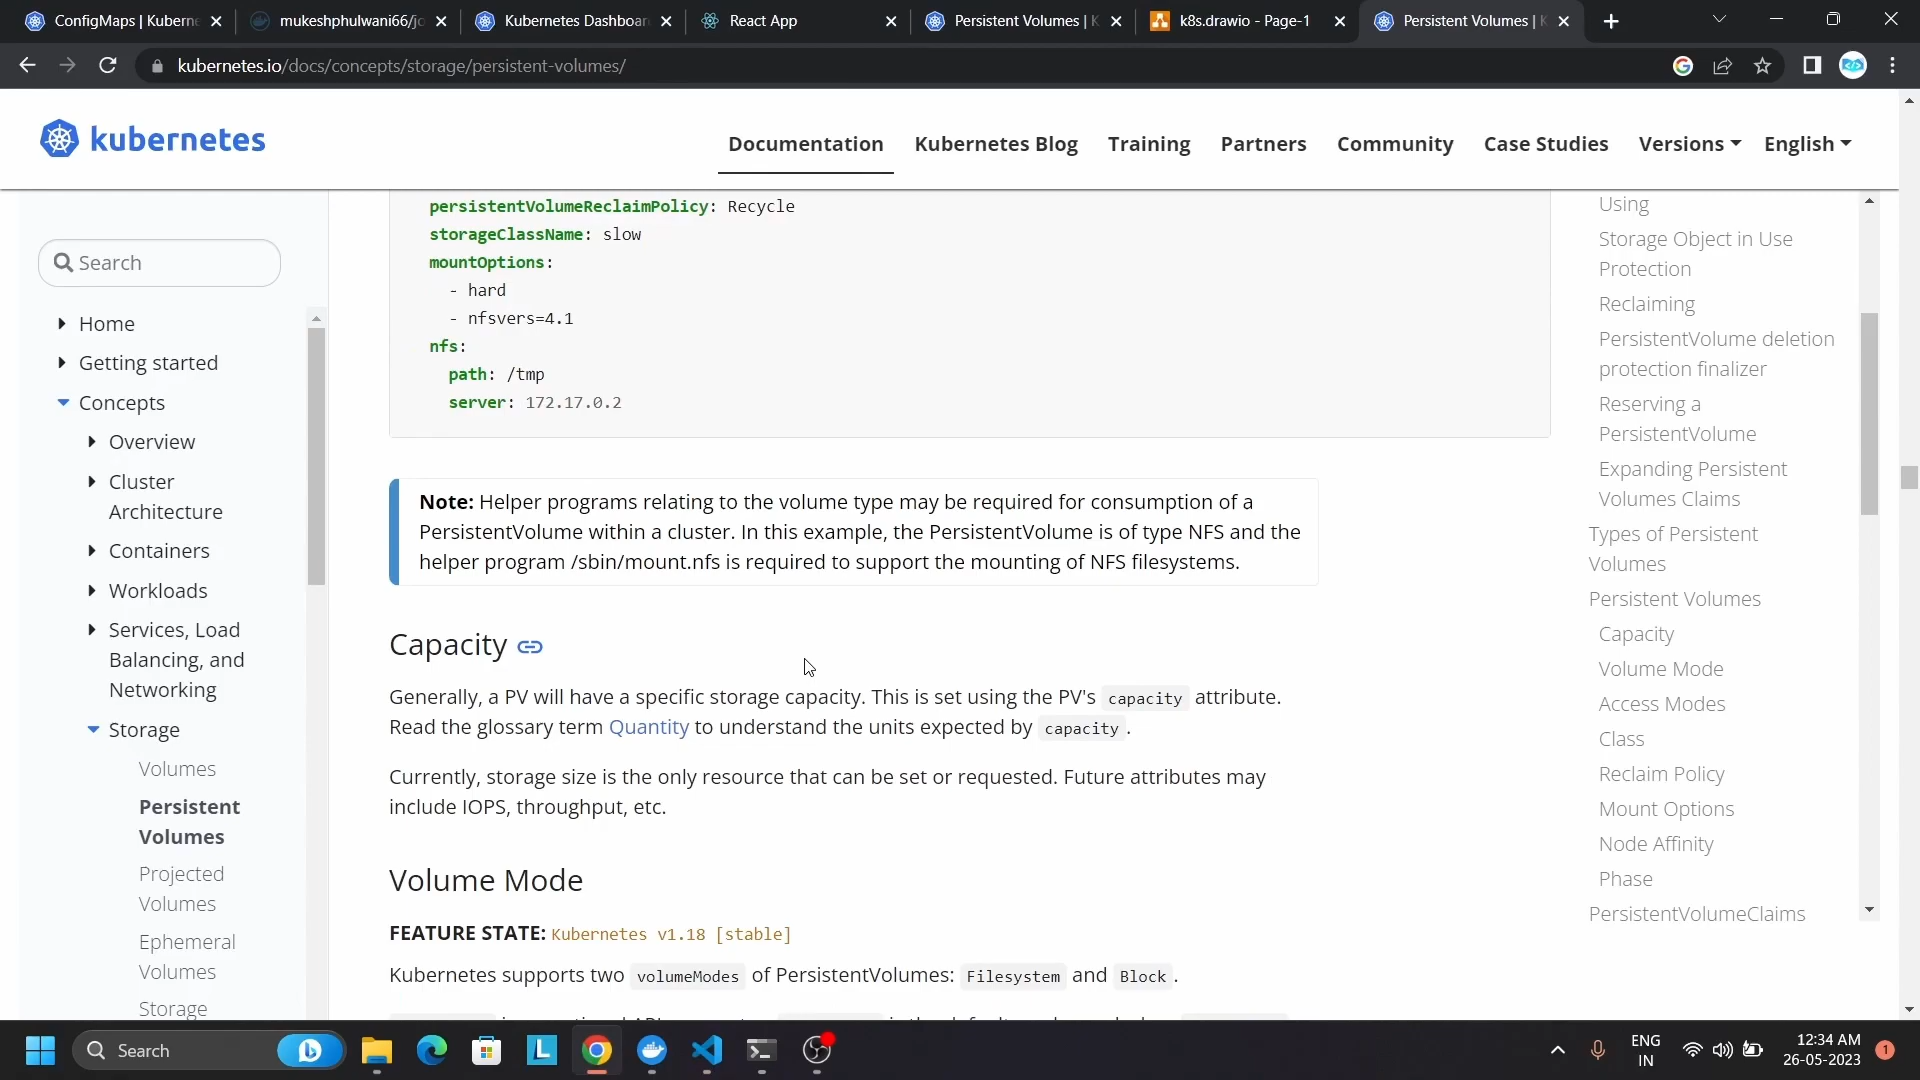 ConfigMaps | Kuberne
mukeshphulwani66/jo
Kubernetes Dashboar
React App
Persistent Volumes | K
k8s.drawio - Page-1
Persistent Volumes | K
kubernetes.io/docs/concepts/storage/persistent-volumes/
kubernetes
Documentation
Kubernetes Blog
Training
Partners
Community
Case Studies
Versions
English
Search
Home
Getting started
Concepts
Overview
Cluster
Architecture
Containers
Workloads
Services, Load
Balancing, and
Networking
Storage
Volumes
Persistent
Volumes
Projected
Volumes
Ephemeral
Volumes
Storage
persistentVolumeReclaimPolicy: Recycle
storageClassName: slow
mountOptions:
- hard
- nfsvers=4.1
nfs:
path: /tmp
server: 172.17.0.2
Note: Helper programs relating to the volume type may be required for consumption of a
PersistentVolume within a cluster. In this example, the PersistentVolume is of type NFS and the
helper program /sbin/mount.nfs is required to support the mounting of NFS filesystems.
Capacity
Generally, a PV will have a specific storage capacity. This is set using the PV's capacity attribute.
Read the glossary term Quantity to understand the units expected by capacity.
Currently, storage size is the only resource that can be set or requested. Future attributes may
include IOPS, throughput, etc.
Volume Mode
FEATURE STATE: Kubernetes v1.18 [stable]
Kubernetes supports two volumeModes of PersistentVolumes: Filesystem and Block.
Using
Storage Object in Use
Protection
Reclaiming
PersistentVolume deletion
protection finalizer
Reserving a
PersistentVolume
Expanding Persistent
Volumes Claims
Types of Persistent
Volumes
Persistent Volumes
Capacity
Volume Mode
Access Modes
Class
Reclaim Policy
Mount Options
Node Affinity
Phase
PersistentVolumeClaims
Search
L
ENG
IN
12:34 AM
26-05-2023
1